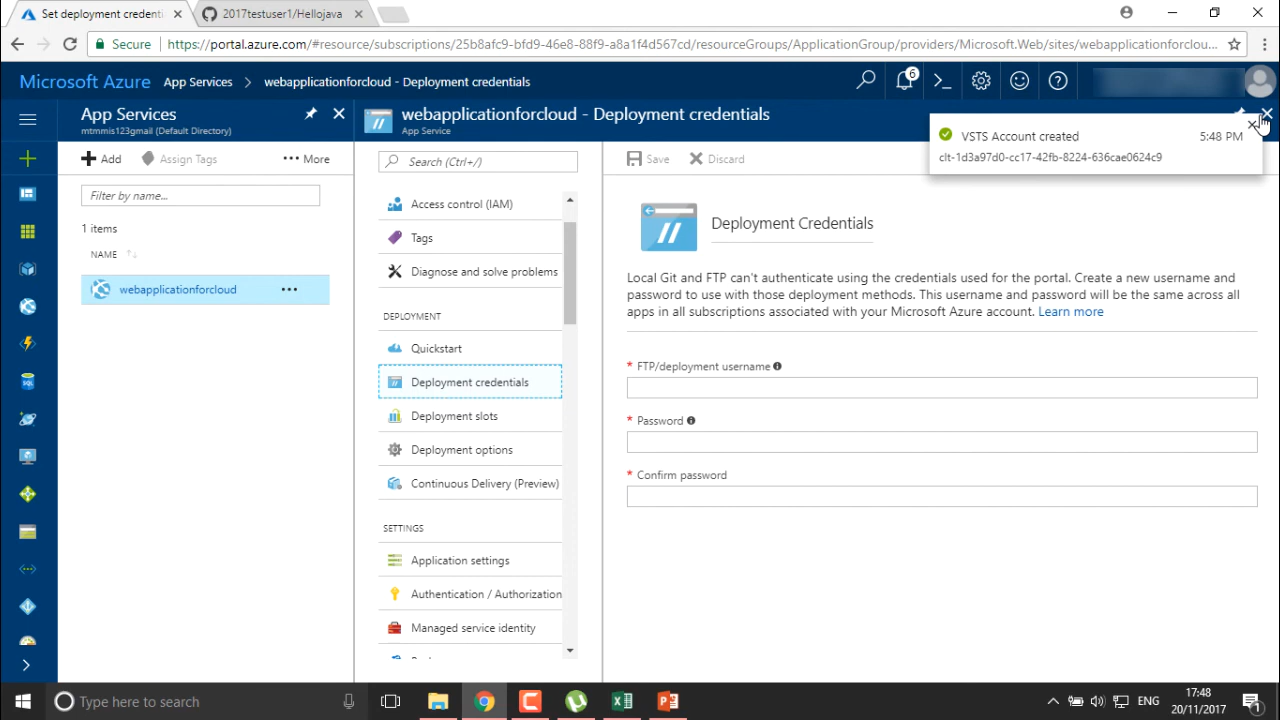 Set deployment credenti
2017testuser1/Hellojava
Secure
https://portal.azure.com/#resource/subscriptions/25b8afc9-bfd9-46e8-88f9-a8a1f4d567cd/resourceGroups/ApplicationGroup/providers/Microsoft.Web/sites/webapplicationforclou...
Microsoft Azure
App Services
webapplicationforcloud - Deployment credentials
6
App Services
mtmmis123gmail (Default Directory)
Add
Assign Tags
More
Filter by name...
1 items
NAME
webapplicationforcloud
webapplicationforcloud - Deployment credentials
App Service
Search (Ctrl+/)
Access control (IAM)
Tags
Diagnose and solve problems
DEPLOYMENT
Quickstart
Deployment credentials
Deployment slots
Deployment options
Continuous Delivery (Preview)
SETTINGS
Application settings
Authentication / Authorization
Managed service identity
Save
Discard
VSTS Account created
5:48 PM
clt-1d3a97d0-cc17-42fb-8224-636cae0624c9
Deployment Credentials
Local Git and FTP can't authenticate using the credentials used for the portal. Create a new username and
password to use with those deployment methods. This username and password will be the same across all
apps in all subscriptions associated with your Microsoft Azure account. Learn more
* FTP/deployment username
* Password
* Confirm password
Type here to search
ENG
17:48
20/11/2017
1